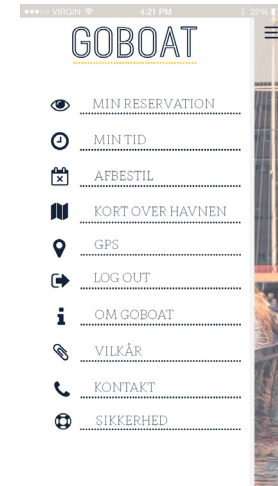 VIRGIN 4:21 PM 22%
GOBOAT
MIN RESERVATION
MIN TID
AFBESTIL
KORT OVER HAVNEN
GPS
LOG OUT
OM GOBOAT
VILKÅR
KONTAKT
SIKKERHED